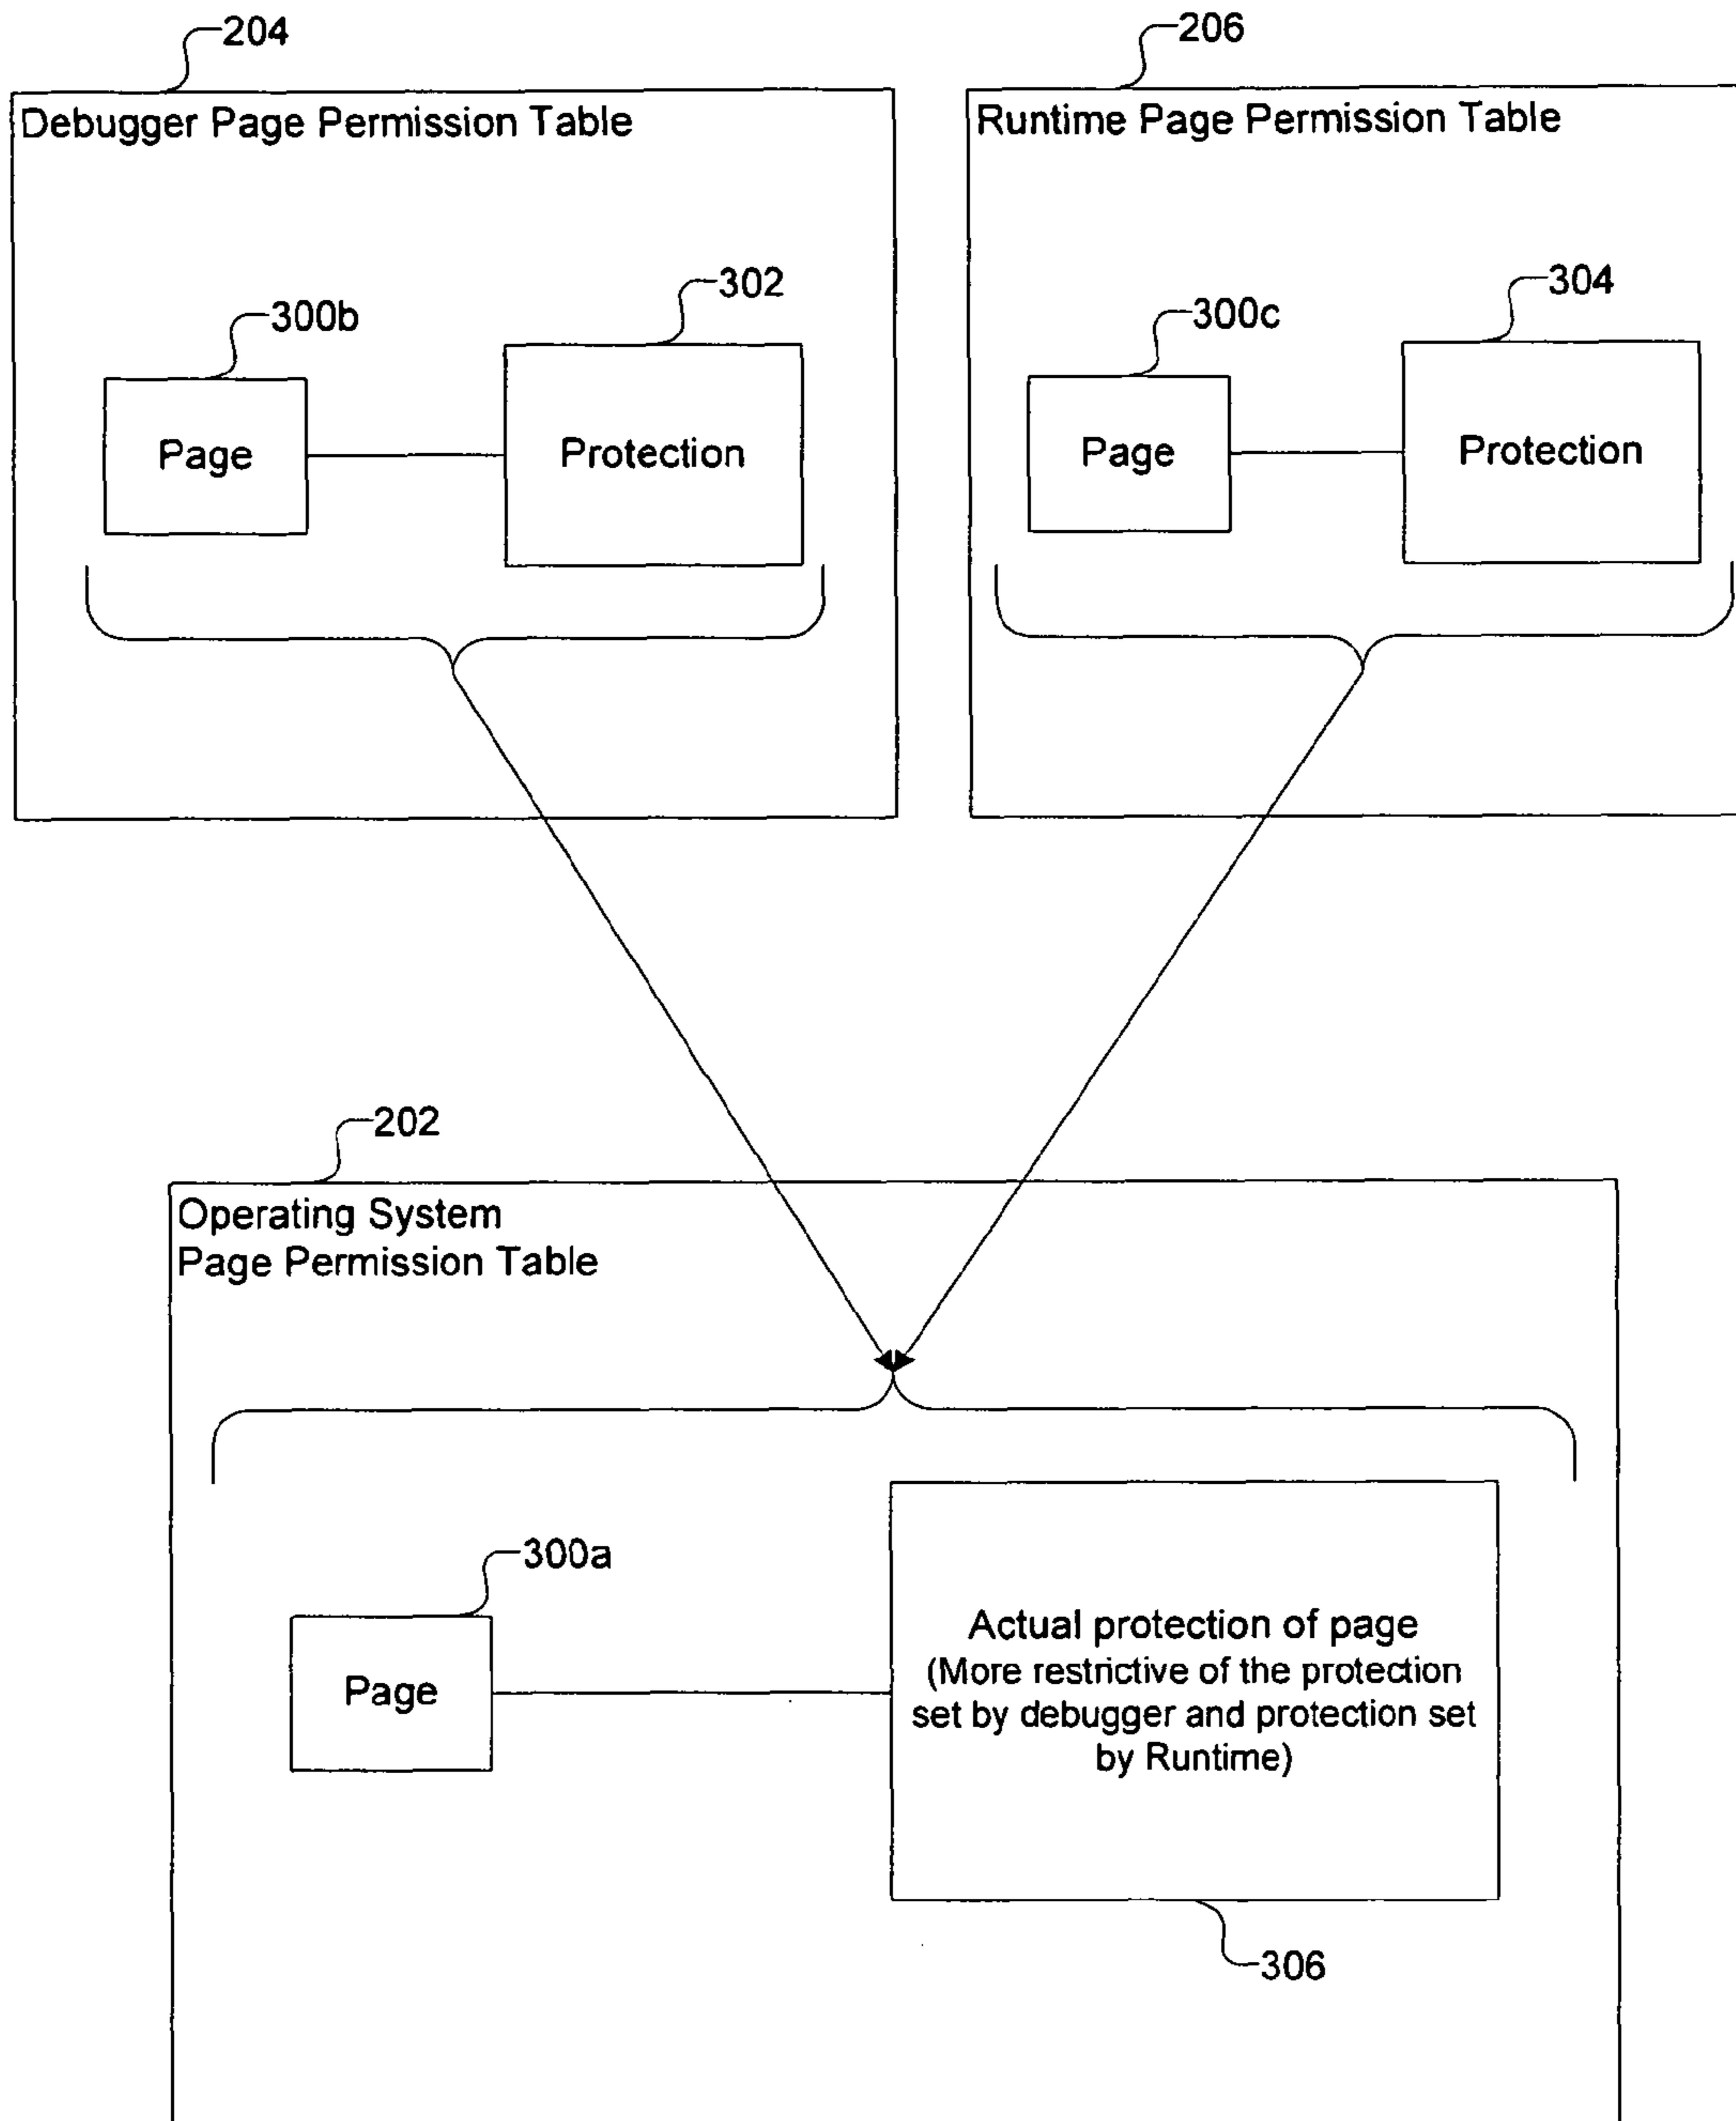 204
206
Debugger Page Permission Table
Runtime Page Permission Table
300b
302
300c
304
Page
Protection
Page
Protection
202
Operating System
Page Permission Table
300a
Page
Actual protection of page
(More restrictive of the protection
set by debugger and protection set
by Runtime)
306